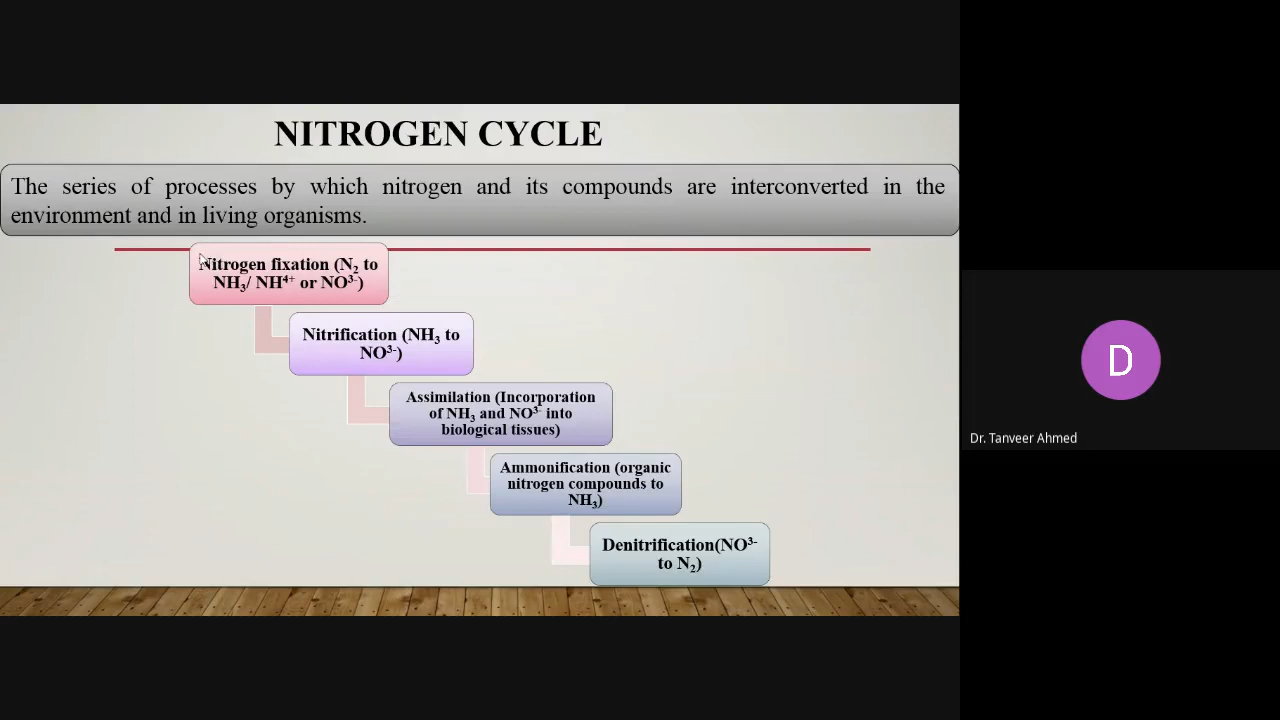 NITROGEN CYCLE
The series of processes by which nitrogen and its compounds are interconverted in the
environment and in living organisms.
Nitrogen fixation (N₂ to
NH₃/ NH⁴⁺ or NO³⁻)
Nitrification (NH₃ to
NO³⁻)
Assimilation (Incorporation
of NH₃ and NO³⁻ into
biological tissues)
Ammonification (organic
nitrogen compounds to
NH₃)
Denitrification(NO³⁻
to N₂)
D
Dr. Tanveer Ahmed